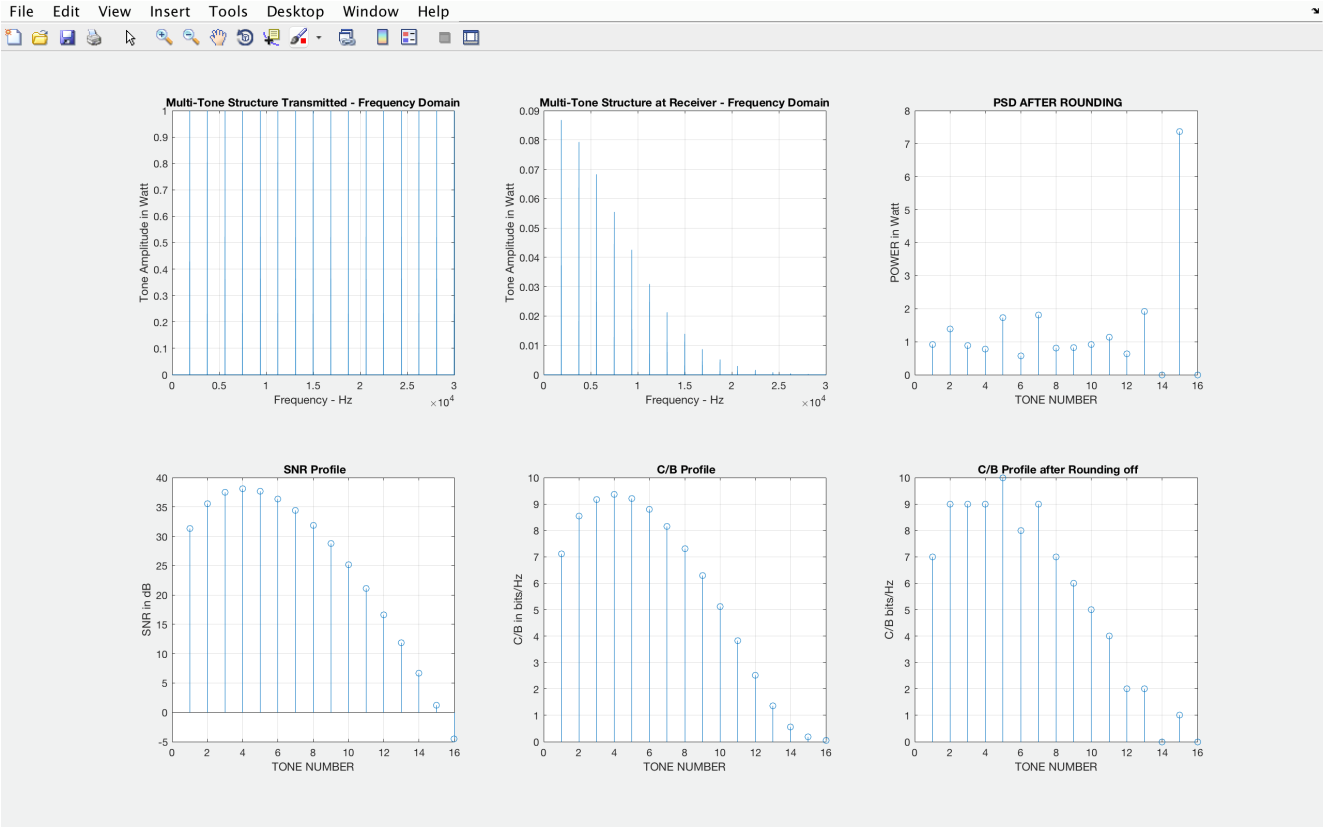 File Edit View Insert Tools Desktop Window Help
Multi-Tone Structure Transmitted - Frequency Domain
1
0.9
0.8
0.7
0.6
0.5
0.4
0.3
0.2
0.1
0
Tone Amplitude in Watt
0 0.5 1 1.5 2 2.5 3
Frequency - Hz
×10^4
Multi-Tone Structure at Receiver - Frequency Domain
0.09
0.08
0.07
0.06
0.05
0.04
0.03
0.02
0.01
0
Tone Amplitude in Watt
0 0.5 1 1.5 2 2.5 3
Frequency - Hz
×10^4
PSD AFTER ROUNDING
8
7
6
5
4
3
2
1
0
POWER in Watt
0 2 4 6 8 10 12 14 16
TONE NUMBER
SNR Profile
40
35
30
25
20
15
10
5
0
-5
SNR in dB
0 2 4 6 8 10 12 14 16
TONE NUMBER
C/B Profile
10
9
8
7
6
5
4
3
2
1
0
C/B in bits/Hz
0 2 4 6 8 10 12 14 16
TONE NUMBER
C/B Profile after Rounding off
10
9
8
7
6
5
4
3
2
1
0
C/B bits/Hz
0 2 4 6 8 10 12 14 16
TONE NUMBER